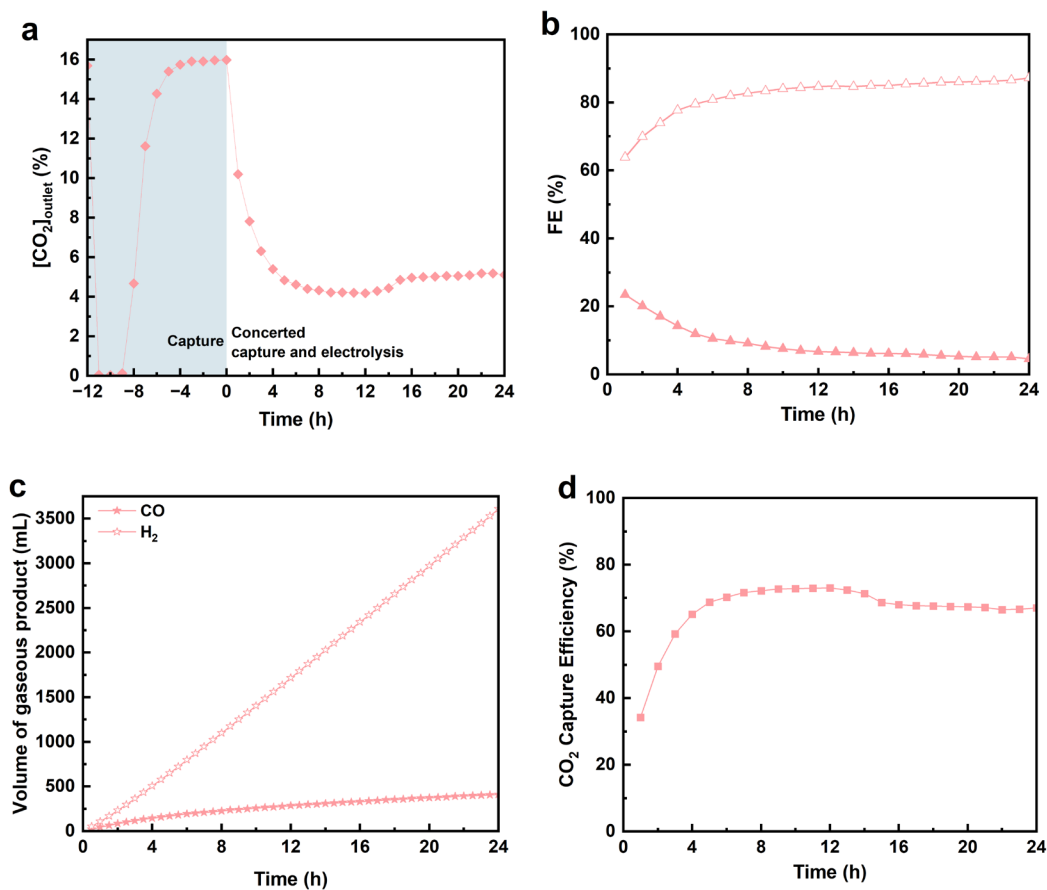 a
[CO₂]outlet (%)
16
14
12
10
8
6
4
2
0
Capture
Concerted
capture and electrolysis
−12 −8 −4 0 4 8 12 16 20 24
Time (h)
b
FE (%)
100
80
60
40
20
0
0 4 8 12 16 20 24
Time (h)
c
Volume of gaseous product (mL)
CO
H₂
3500
3000
2500
2000
1500
1000
500
0
0 4 8 12 16 20 24
Time (h)
d
CO₂ Capture Efficiency (%)
100
80
60
40
20
0
0 4 8 12 16 20 24
Time (h)